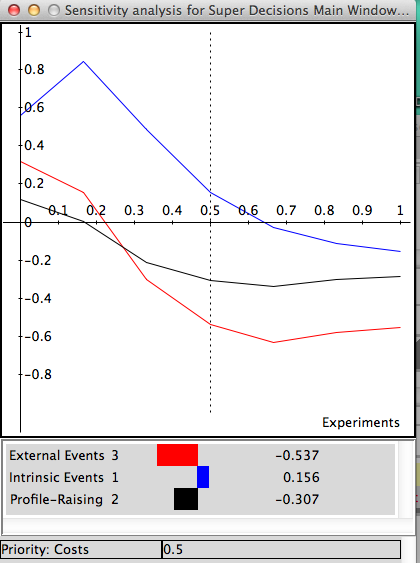 Sensitivity analysis for Super Decisions Main Window...
1
0.8
0.6
0.4
0.2
0.1 0.2 0.3 0.4 0.5 0.6 0.7 0.8 0.9 1
0
-0.2
-0.4
-0.6
-0.8
Experiments
External Events 3 -0.537
Intrinsic Events 1 0.156
Profile-Raising 2 -0.307
Priority: Costs 0.5